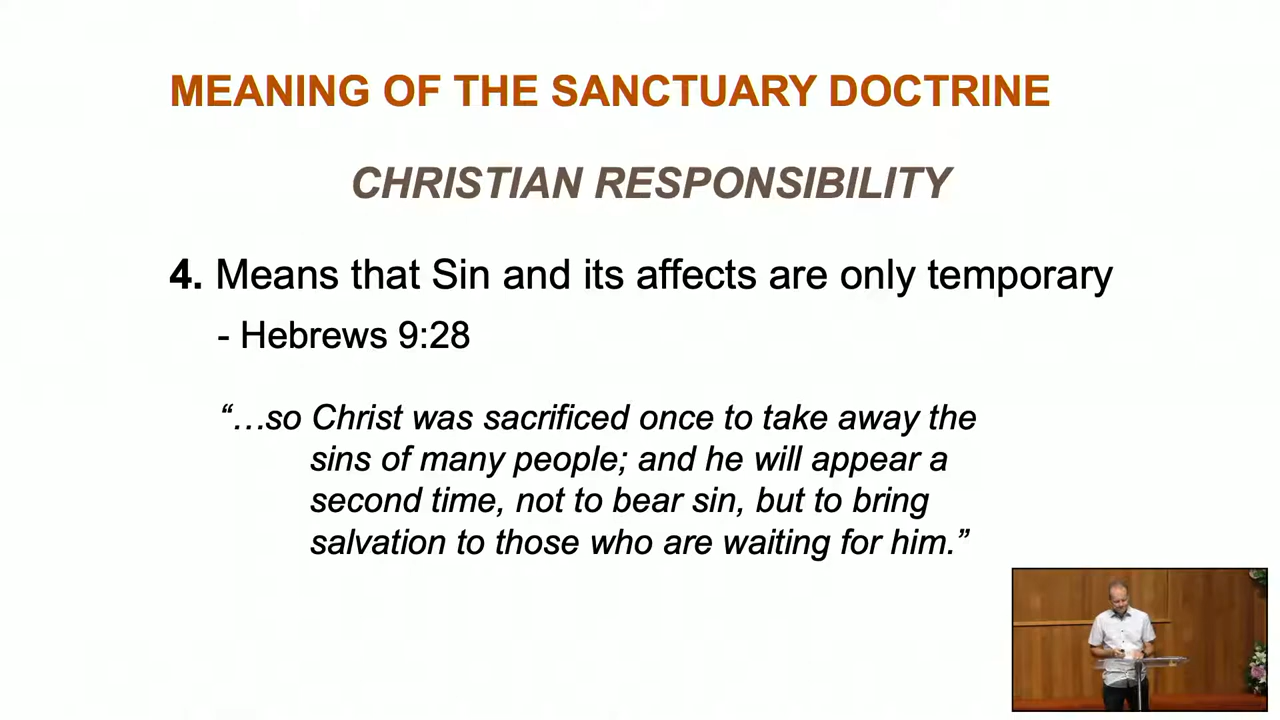 MEANING OF THE SANCTUARY DOCTRINE
CHRISTIAN RESPONSIBILITY
4. Means that Sin and its affects are only temporary
- Hebrews 9:28
“…so Christ was sacrificed once to take away the
sins of many people; and he will appear a
second time, not to bear sin, but to bring
salvation to those who are waiting for him.”